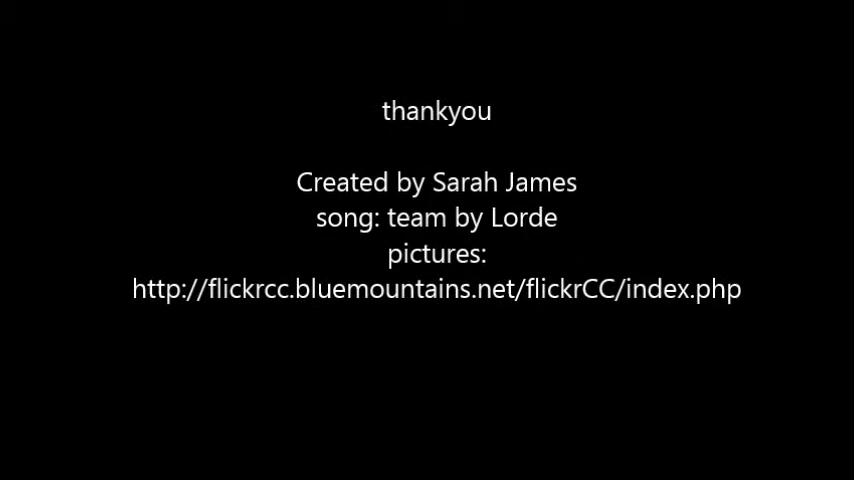 thankyou
Created by Sarah James
song: team by Lorde
pictures:
http://flickrcc.bluemountains.net/flickrCC/index.php